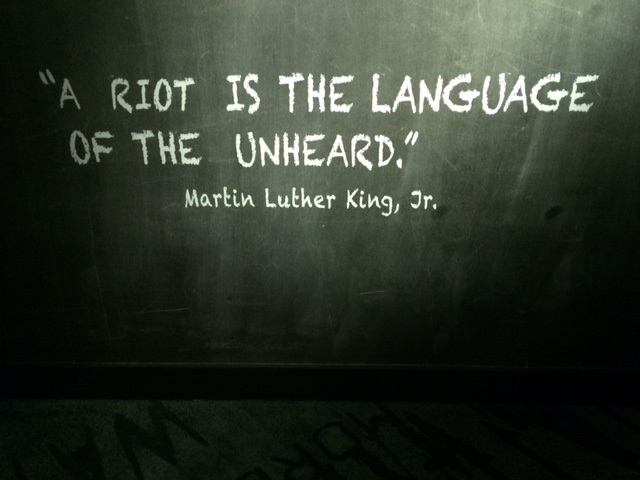 “A RIOT IS THE LANGUAGE
OF THE UNHEARD.”
Martin Luther King, Jr.